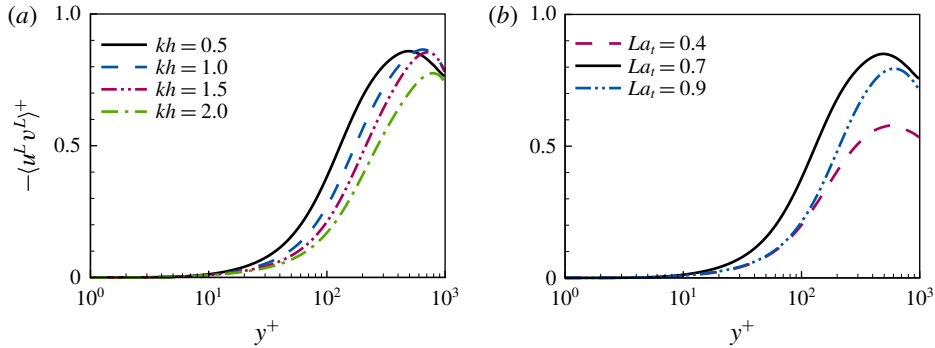 (a)
1.0
kh = 0.5
kh = 1.0
kh = 1.5
kh = 2.0
0.5
0
−⟨u^L v^L⟩^+
10^0
10^1
10^2
10^3
y^+
(b)
1.0
La_t = 0.4
La_t = 0.7
La_t = 0.9
0.5
0
10^0
10^1
10^2
10^3
y^+